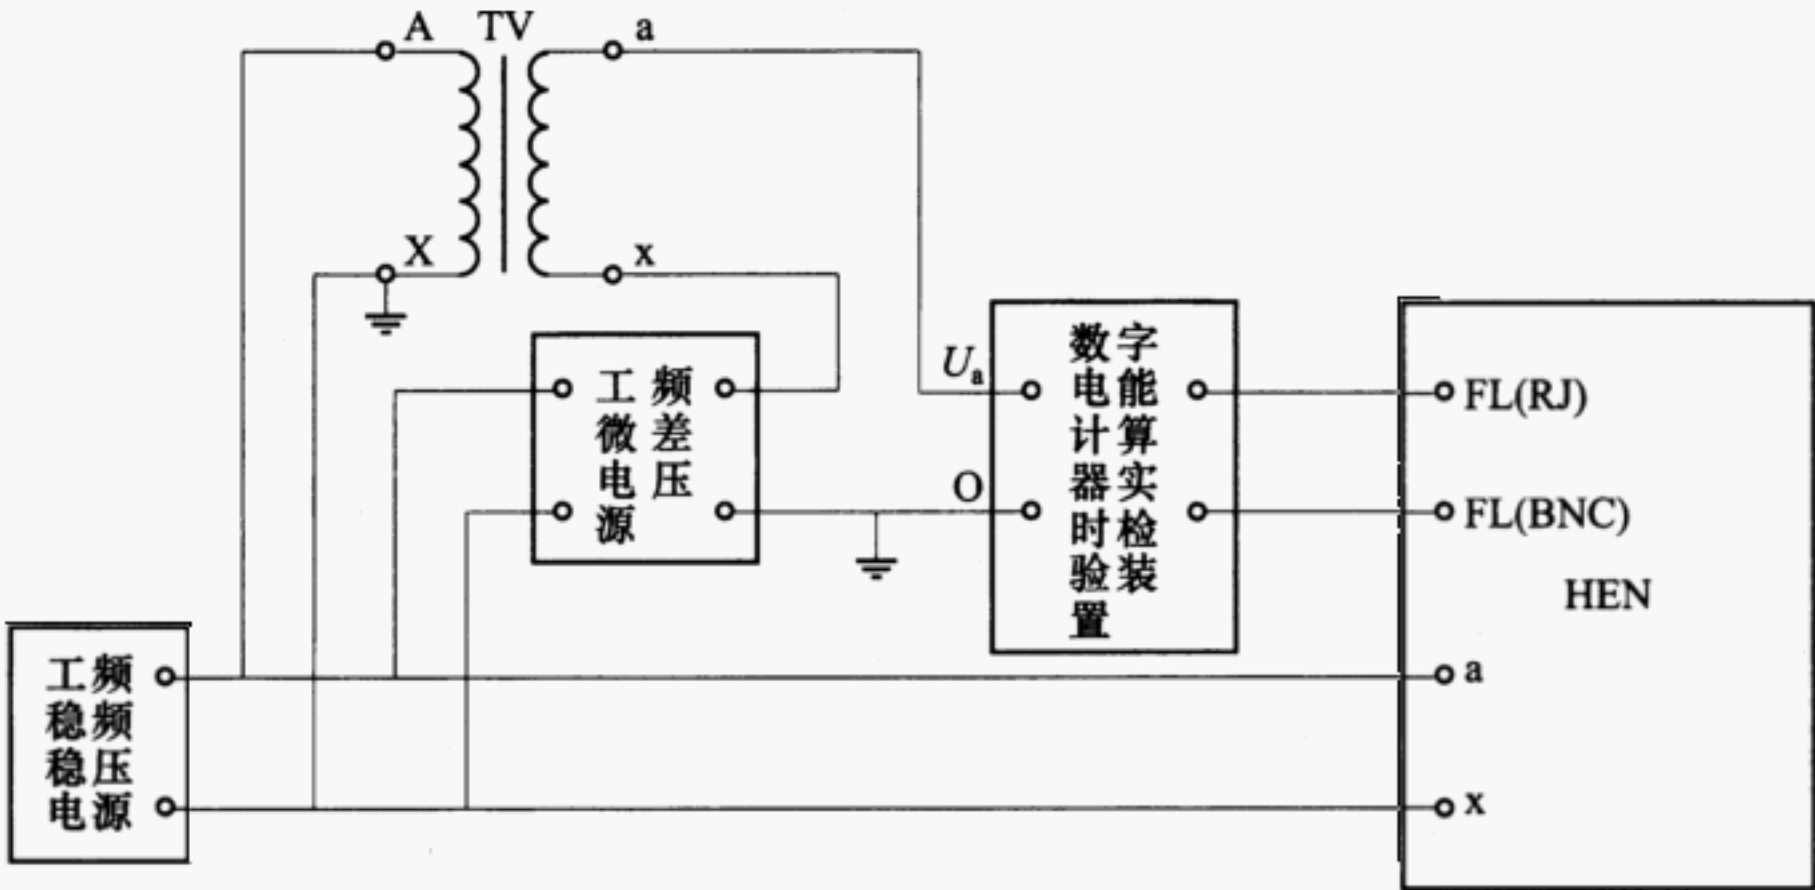 A TV a
X x
工频
微差
电压
源
U_a
O
数字
电能
计算
器实
时检
验装
置
FL(RJ)
FL(BNC)
HEN
a
x
工频
稳频
稳压
电源